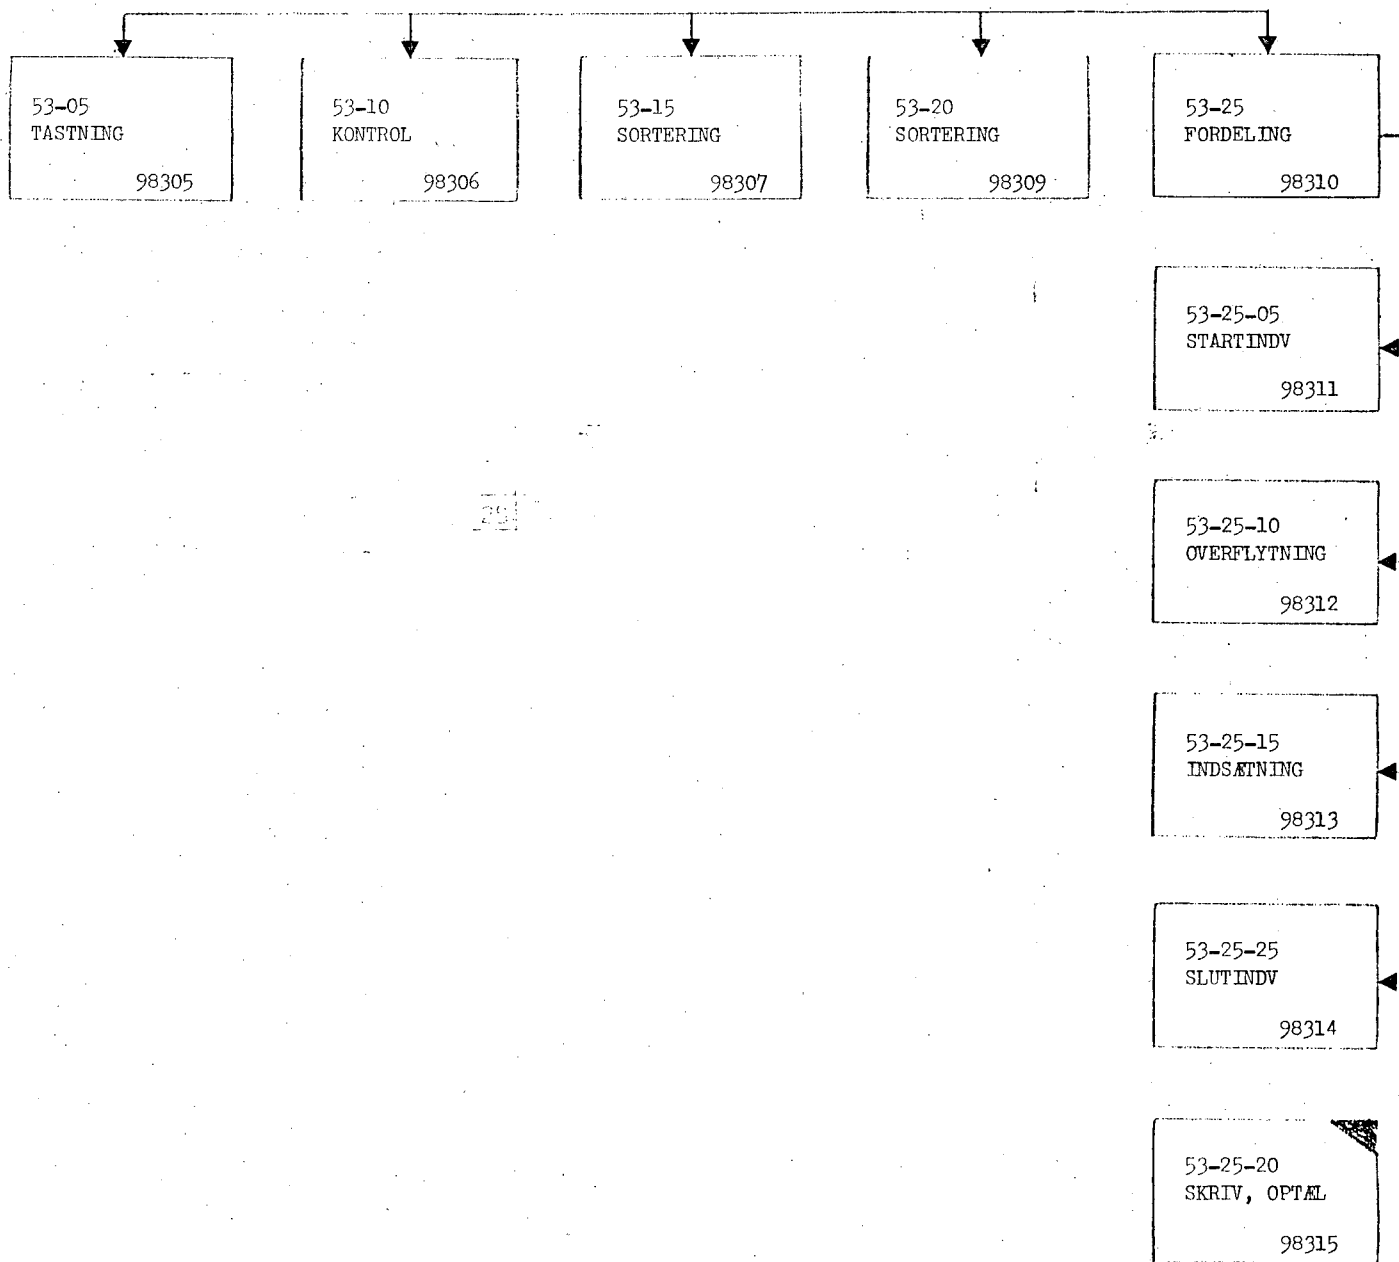 53-05
TASTNING
98305
53-10
KONTROL
98306
53-15
SORTERING
98307
53-20
SORTERING
98309
53-25
FORDELING
98310
53-25-05
STARTINDV
98311
53-25-10
OVERFLYTNING
98312
53-25-15
INDSÆTNING
98313
53-25-25
SLUTINDV
98314
53-25-20
SKRIV, OPTÆL
98315